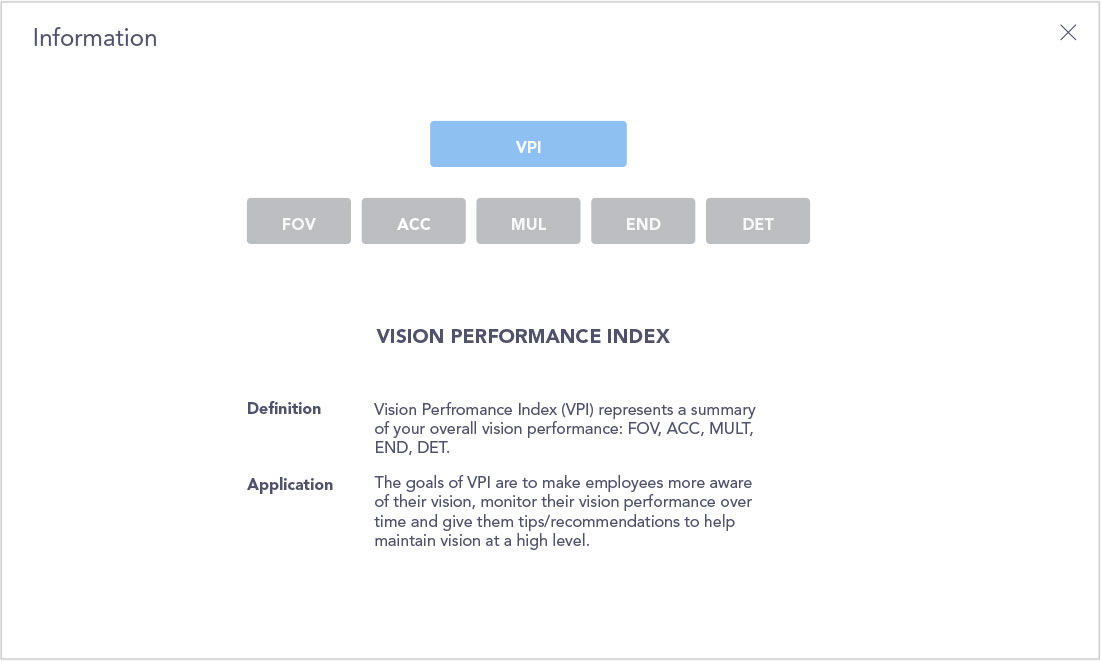 Information
VPI
FOV ACC MUL END DET
VISION PERFORMANCE INDEX
Definition
Vision Perfromance Index (VPI) represents a summary
of your overall vision performance: FOV, ACC, MULT,
END, DET.
Application
The goals of VPI are to make employees more aware
of their vision, monitor their vision performance over
time and give them tips/recommendations to help
maintain vision at a high level.